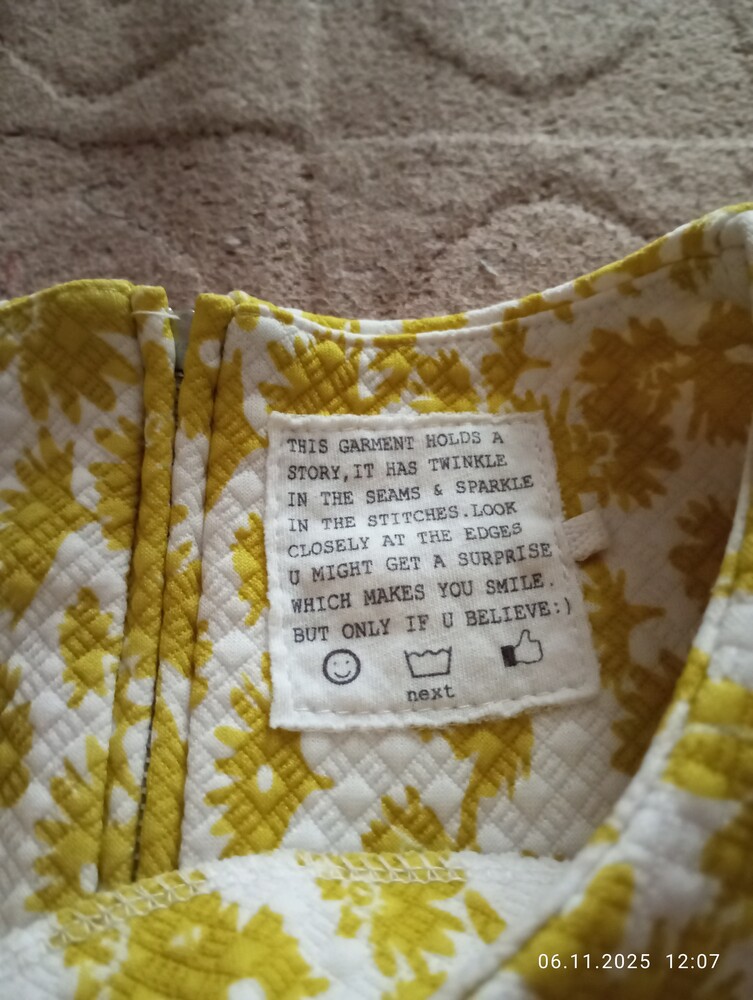 THIS GARMENT HOLDS A
STORY,IT HAS TWINKLE
IN THE SEAMS & SPARKLE
IN THE STITCHES.LOOK
CLOSELY AT THE EDGES
U MIGHT GET A SURPRISE
WHICH MAKES YOU SMILE.
BUT ONLY IF U BELIEVE:)
next
06.11.2025 12:07